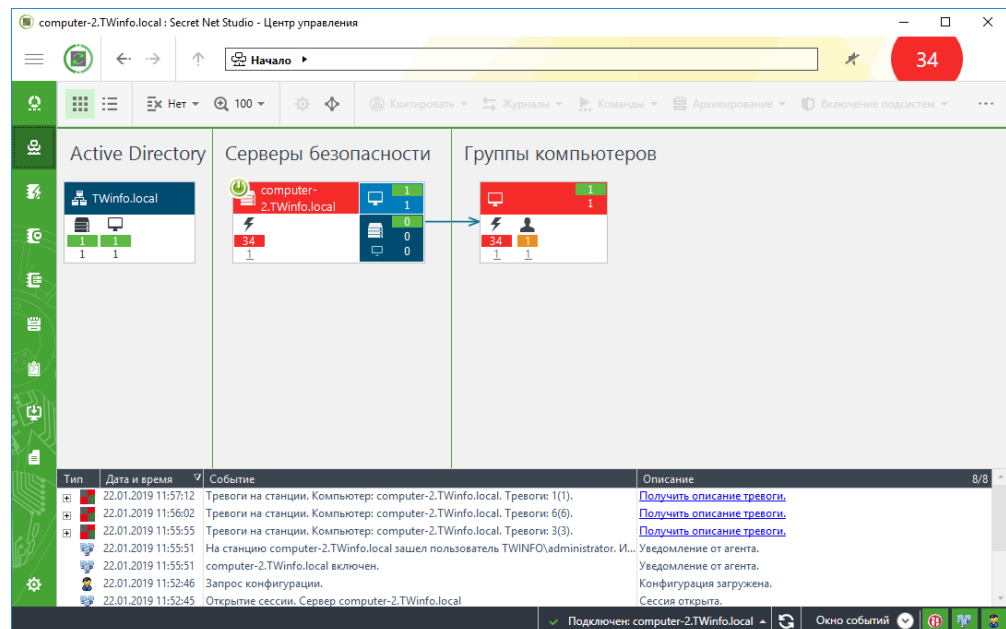 computer-2.TWinfo.local : Secret Net Studio - Центр управления
Начало
34
Нет
100
Квитировать
Журналы
Команды
Архивирование
Включение подсистем
Active Directory
Серверы безопасности
Группы компьютеров
TWinfo.local
1 1
1 1
computer-2.TWinfo.local
1
1
34
1
0
0
0
1
1
34 1
1 1
Тип Дата и время Событие Описание 8/8
22.01.2019 11:57:12 Тревоги на станции. Компьютер: computer-2.TWinfo.local. Тревоги: 1(1). Получить описание тревоги.
22.01.2019 11:56:02 Тревоги на станции. Компьютер: computer-2.TWinfo.local. Тревоги: 6(6). Получить описание тревоги.
22.01.2019 11:55:55 Тревоги на станции. Компьютер: computer-2.TWinfo.local. Тревоги: 3(3). Получить описание тревоги.
22.01.2019 11:55:51 На станцию computer-2.TWinfo.local зашел пользователь TWINFO\administrator. И... Уведомление от агента.
22.01.2019 11:55:51 computer-2.TWinfo.local включен. Уведомление от агента.
22.01.2019 11:52:46 Запрос конфигурации. Конфигурация загружена.
22.01.2019 11:52:45 Открытие сессии. Сервер computer-2.TWinfo.local Сессия открыта.
Подключен: computer-2.TWinfo.local Окно событий